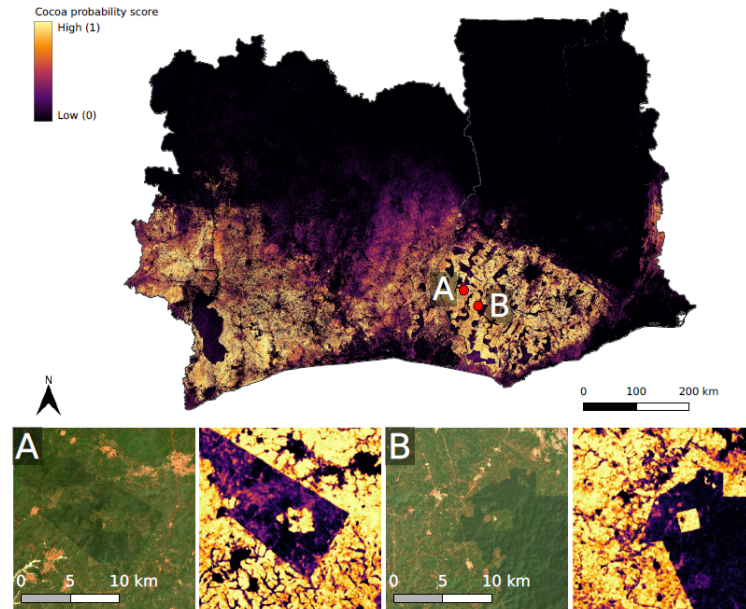 Cocoa probability score
High (1)
Low (0)
A
B
N
0 100 200 km
A
B
0 5 10 km
0 5 10 km